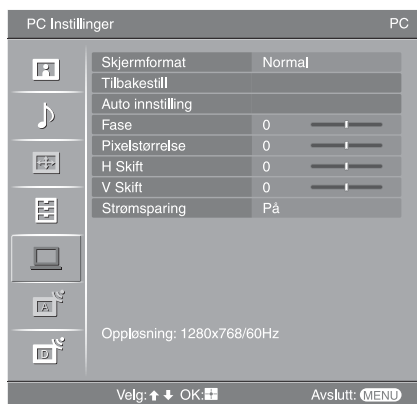 PC Instillinger PC
Skjermformat Normal
Tilbakestill
Auto innstilling
Fase 0
Pixelstørrelse 0
H Skift 0
V Skift 0
Strømsparing På
A
D
Oppløsning: 1280x768/60Hz
Velg: OK: Avslutt: MENU